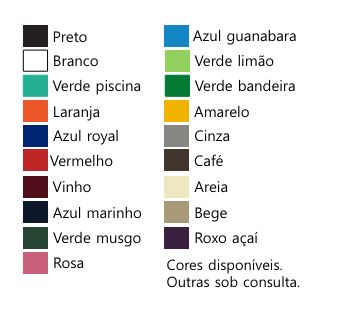 Preto
Branco
Verde piscina
Laranja
Azul royal
Vermelho
Vinho
Azul marinho
Verde musgo
Rosa
Azul guanabara
Verde limão
Verde bandeira
Amarelo
Cinza
Café
Areia
Bege
Roxo açaí
Cores disponíveis.
Outras sob consulta.